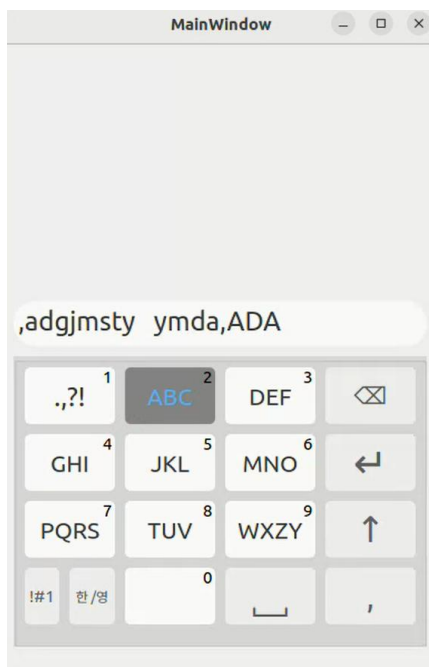 MainWindow
,adgjmsty  ymda,ADA
.,?! 1 ABC 2 DEF 3 ⌫
GHI 4 JKL 5 MNO 6 ↵
PQRS 7 TUV 8 WXZY 9 ↑
!#1 한/영 0 ,